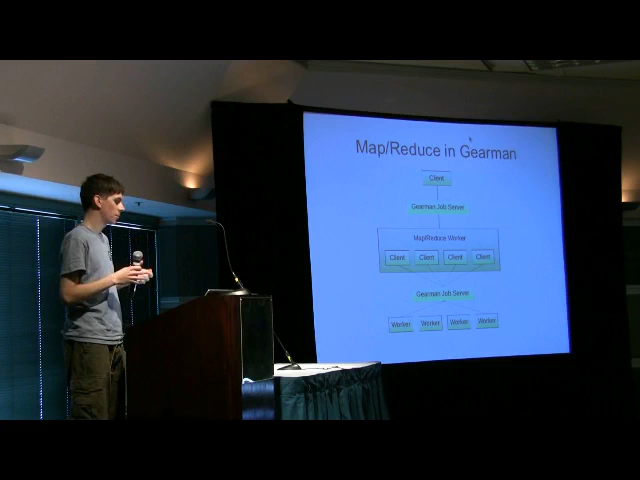 Map/Reduce in Gearman
Client
Gearman Job Server
Map/Reduce Worker
Client Client Client Client
Gearman Job Server
Worker Worker Worker Worker